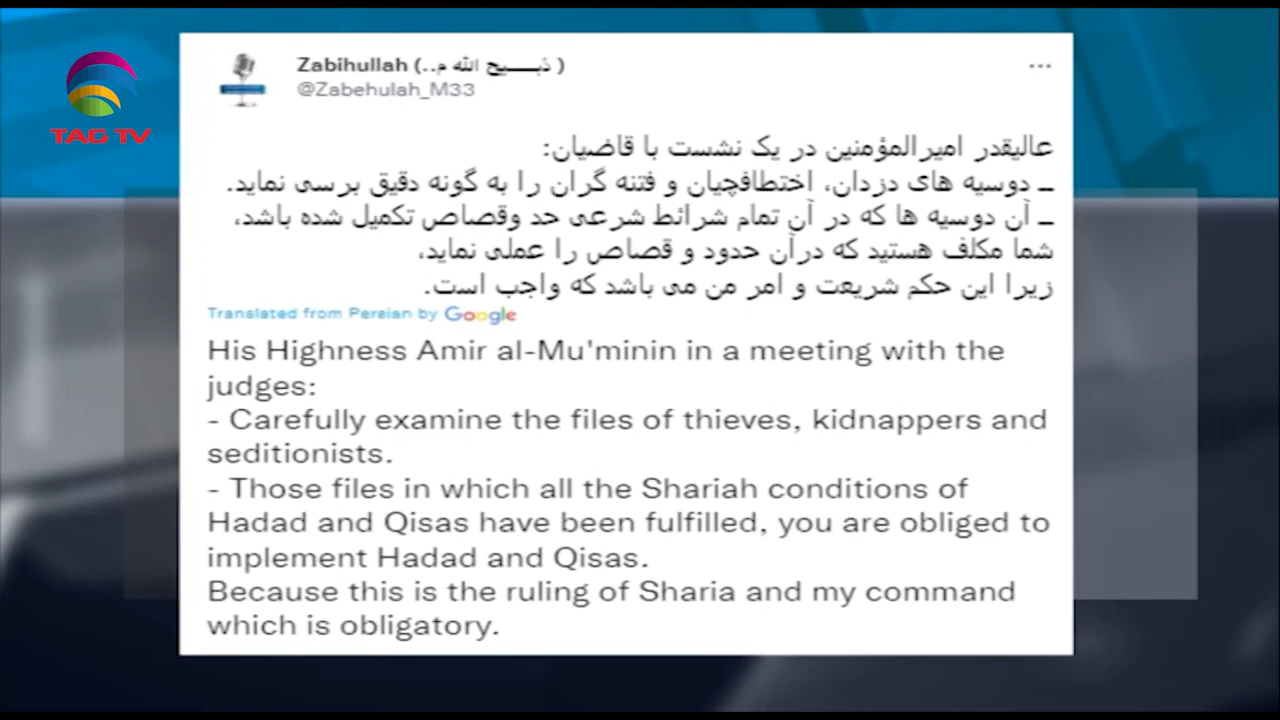 TAG TV
Zabihullah (..ذبـــــیح الله م )
@Zabehulah_M33
عالیقدر امیرالمؤمنین در یک نشست با قاضیان:
ــ دوسیه های دزدان، اختطافچیان و فتنه گران را به گونه دقیق برسی نماید.
ــ آن دوسیه ها که در آن تمام شرائط شرعی حد وقصاص تکمیل شده باشد،
شما مکلف هستید که درآن حدود و قصاص را عملی نماید،
زیرا این حکم شریعت و امر من می باشد که واجب است.
Translated from Persian by Google
His Highness Amir al-Mu'minin in a meeting with the
judges:
- Carefully examine the files of thieves, kidnappers and
seditionists.
- Those files in which all the Shariah conditions of
Hadad and Qisas have been fulfilled, you are obliged to
implement Hadad and Qisas.
Because this is the ruling of Sharia and my command
which is obligatory.